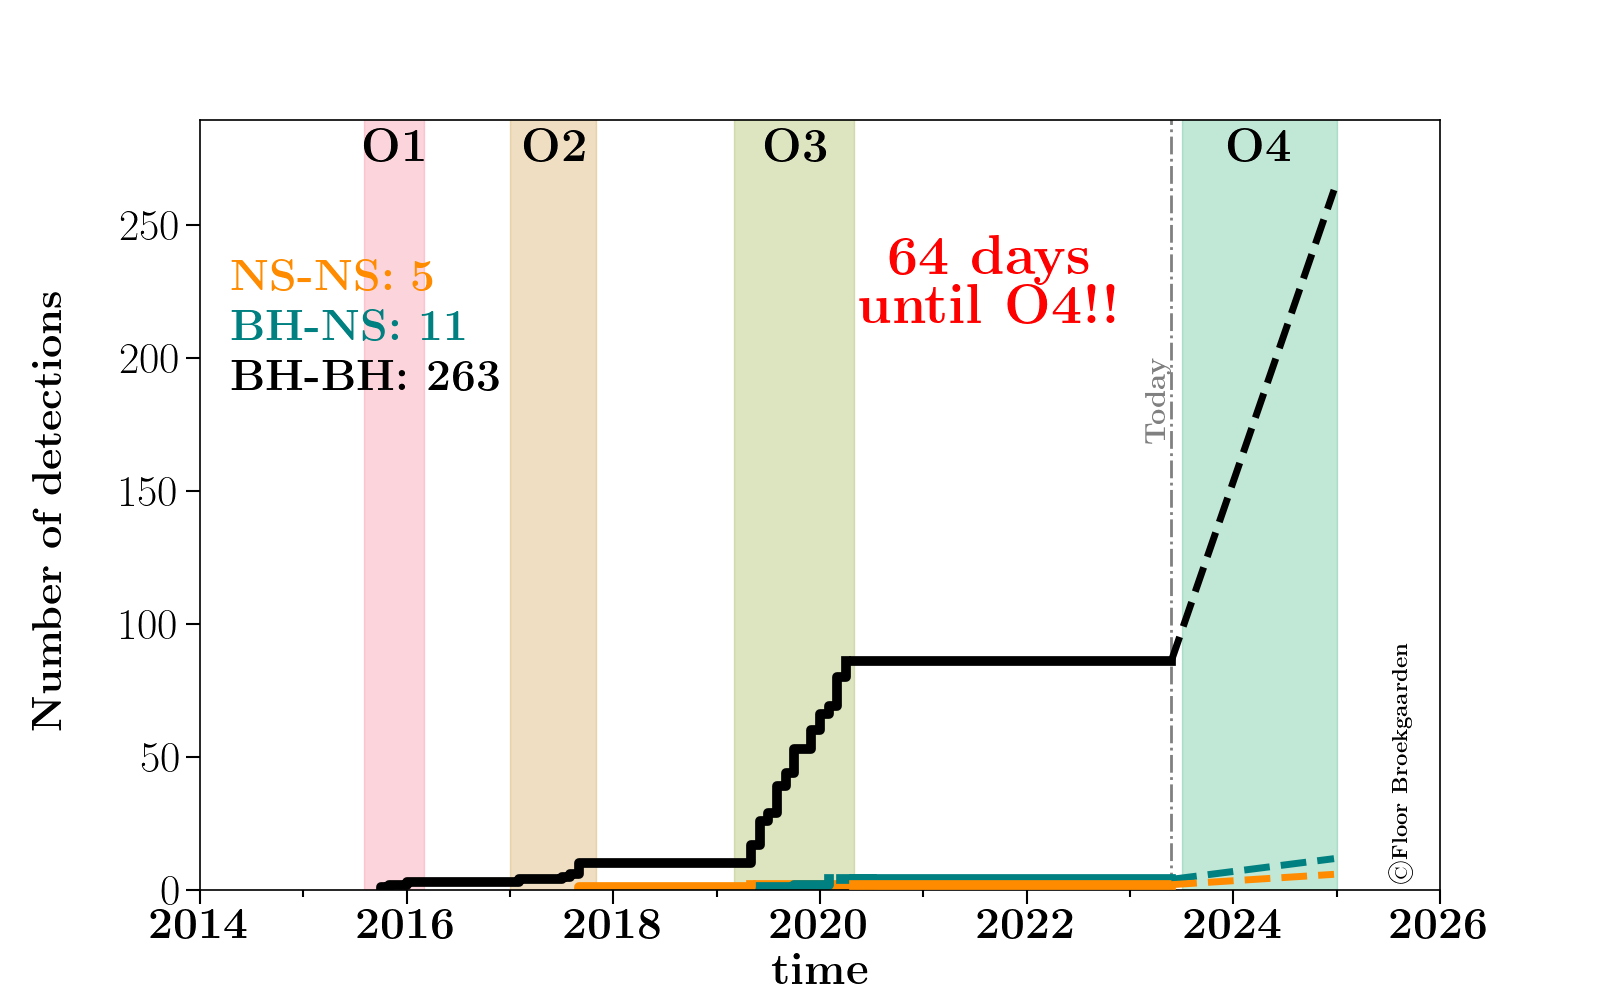 O1
O2
O3
O4
250
200
150
100
50
0
Number of detections
NS-NS: 5
BH-NS: 11
BH-BH: 263
64 days
until O4!!
Today
©Floor Broekgaarden
2014
2016
2018
2020
2022
2024
2026
time